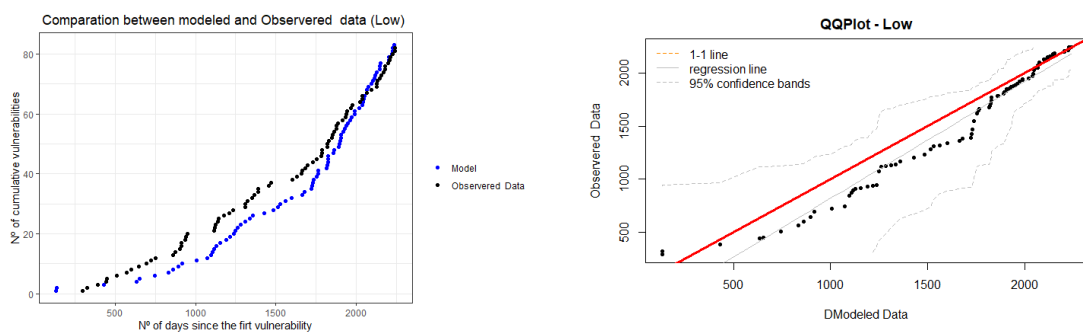 Comparation between modeled and Observered data (Low)
Nº of cumulative vulnerabilities
80
60
40
20
0
500
1000
1500
2000
Nº of days since the firt vulnerability
Model
Observered Data
QQPlot - Low
1-1 line
regression line
95% confidence bands
Observered Data
2000
1500
1000
500
500
1000
1500
2000
DModeled Data